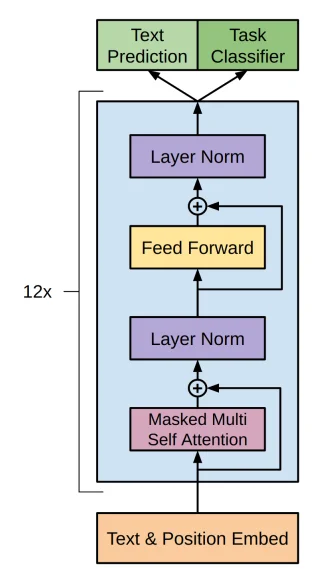 Text
Prediction
Task
Classifier
Layer Norm
+
Feed Forward
12x
Layer Norm
+
Masked Multi
Self Attention
Text & Position Embed